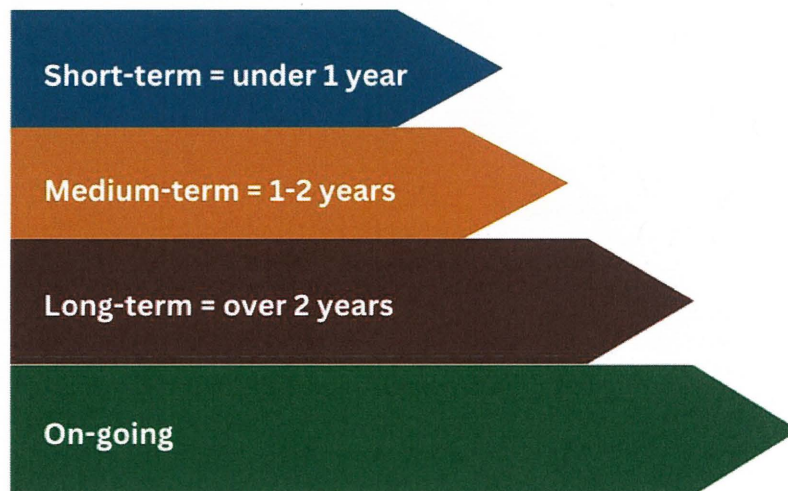 Short-term = under 1 year
Medium-term = 1-2 years
Long-term = over 2 years
On-going